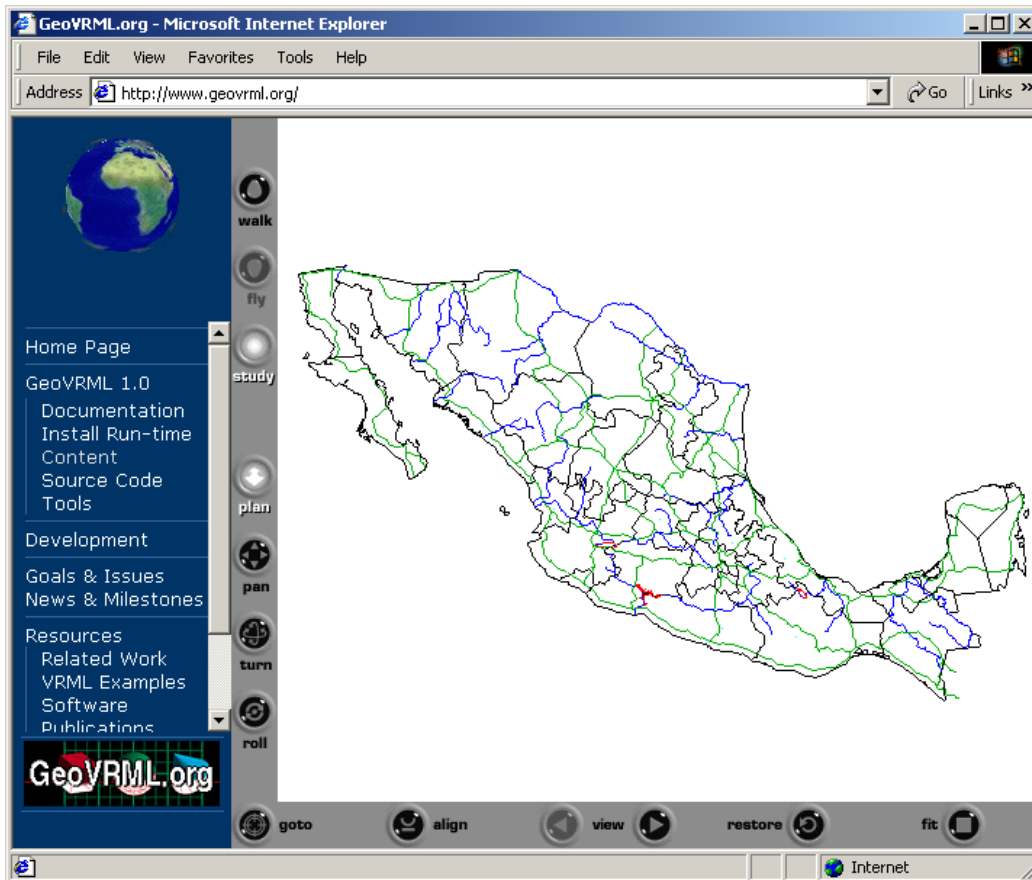 GeoVRML.org - Microsoft Internet Explorer
File Edit View Favorites Tools Help
Address http://www.geovrml.org/ Go Links »
walk
fly
study
plan
pan
turn
roll
Home Page
GeoVRML 1.0
Documentation
Install Run-time
Content
Source Code
Tools
Development
Goals & Issues
News & Milestones
Resources
Related Work
VRML Examples
Software
Publications
GeoVRML.org
goto align view restore fit
Internet